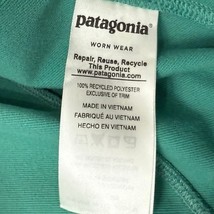 patagonia®
WORN WEAR
Repair, Reuse, Recycle
This Product
www.patagonia.com
100% RECYCLED POLYESTER
EXCLUSIVE OF TRIM
MADE IN VIETNAM
FABRIQUÉ AU VIETNAM
HECHO EN VIETNAM